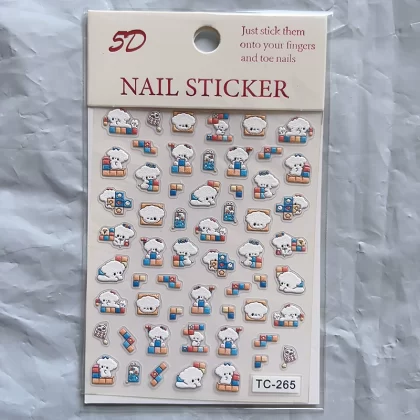 5D
Just stick them
onto your fingers
and toe nails
NAIL STICKER
TC-265